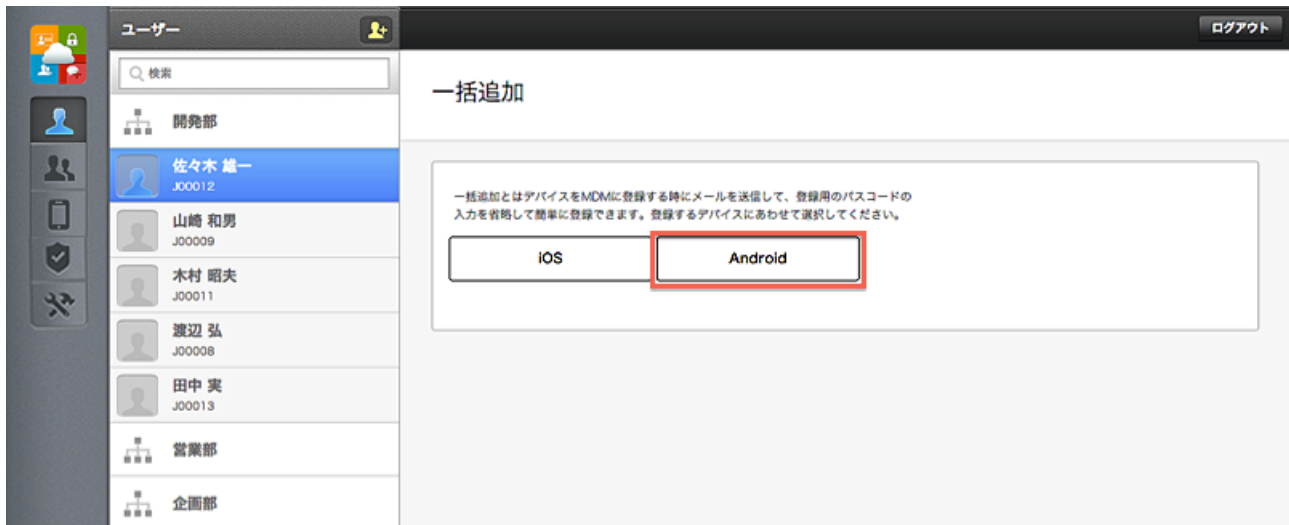 ユーザー
ログアウト
検索
一括追加
開発部
佐々木 雄一
J00012
山崎 和男
J00009
木村 昭夫
J00011
渡辺 弘
J00008
田中 実
J00013
営業部
企画部
一括追加とはデバイスをMDMに登録する時にメールを送信して、登録用のパスコードの
入力を省略して簡単に登録できます。登録するデバイスにあわせて選択してください。
iOS
Android